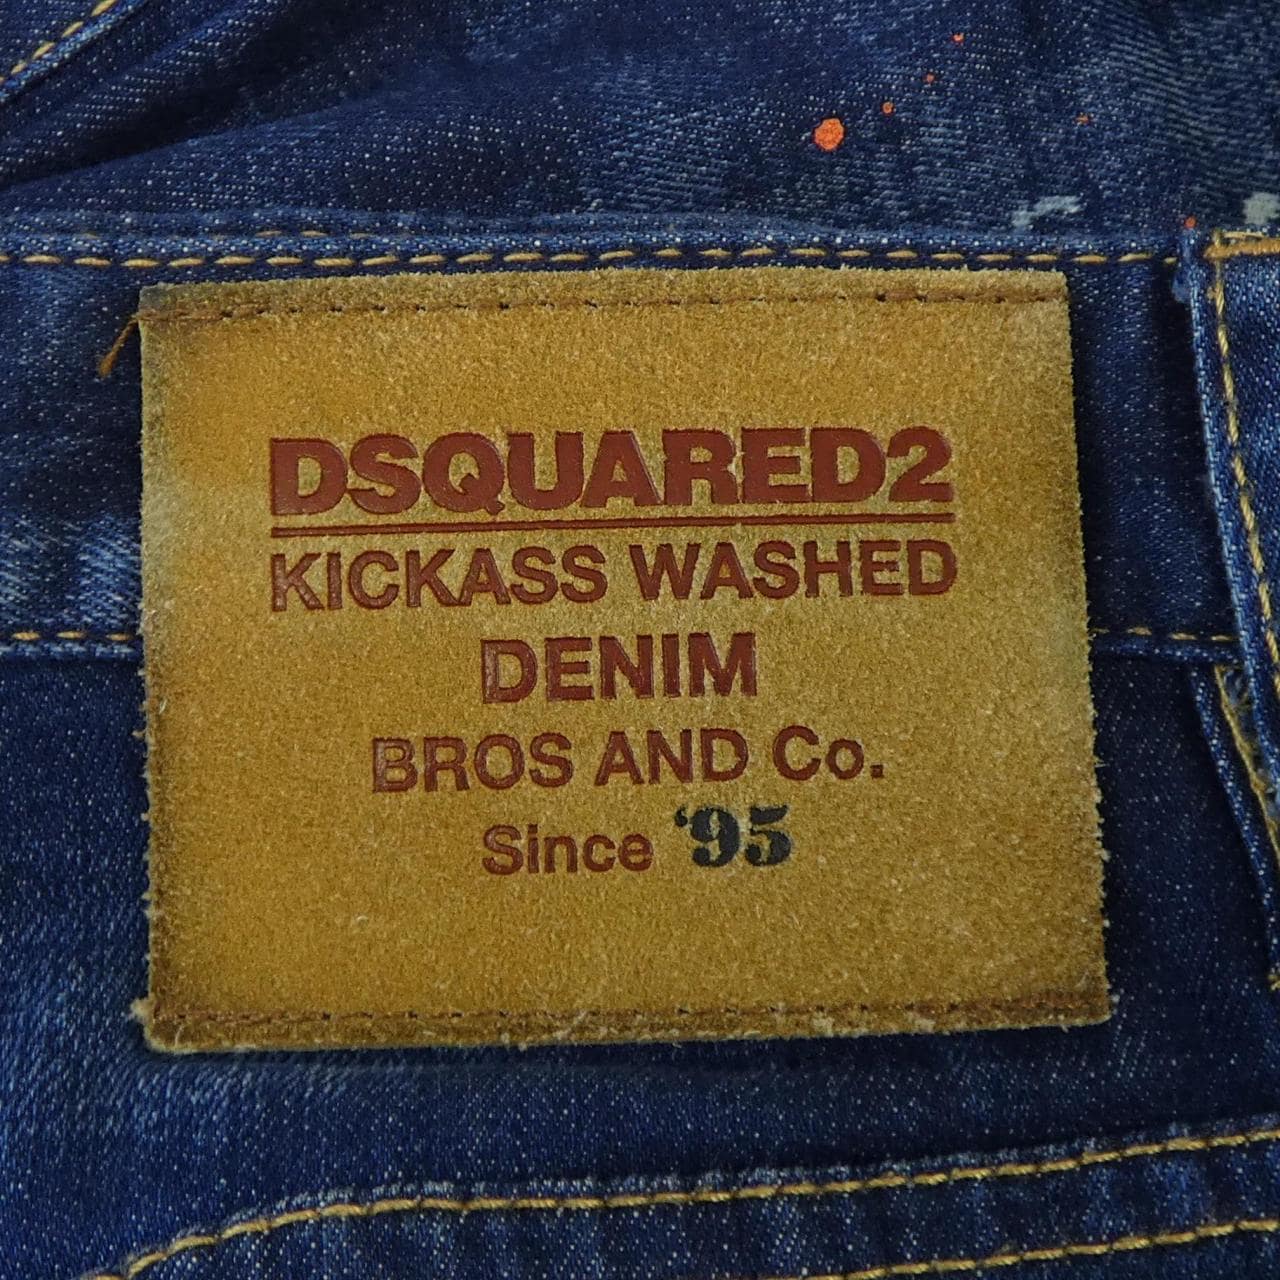 DSQUARED2
KICKASS WASHED
DENIM
BROS AND Co.
Since ‘95